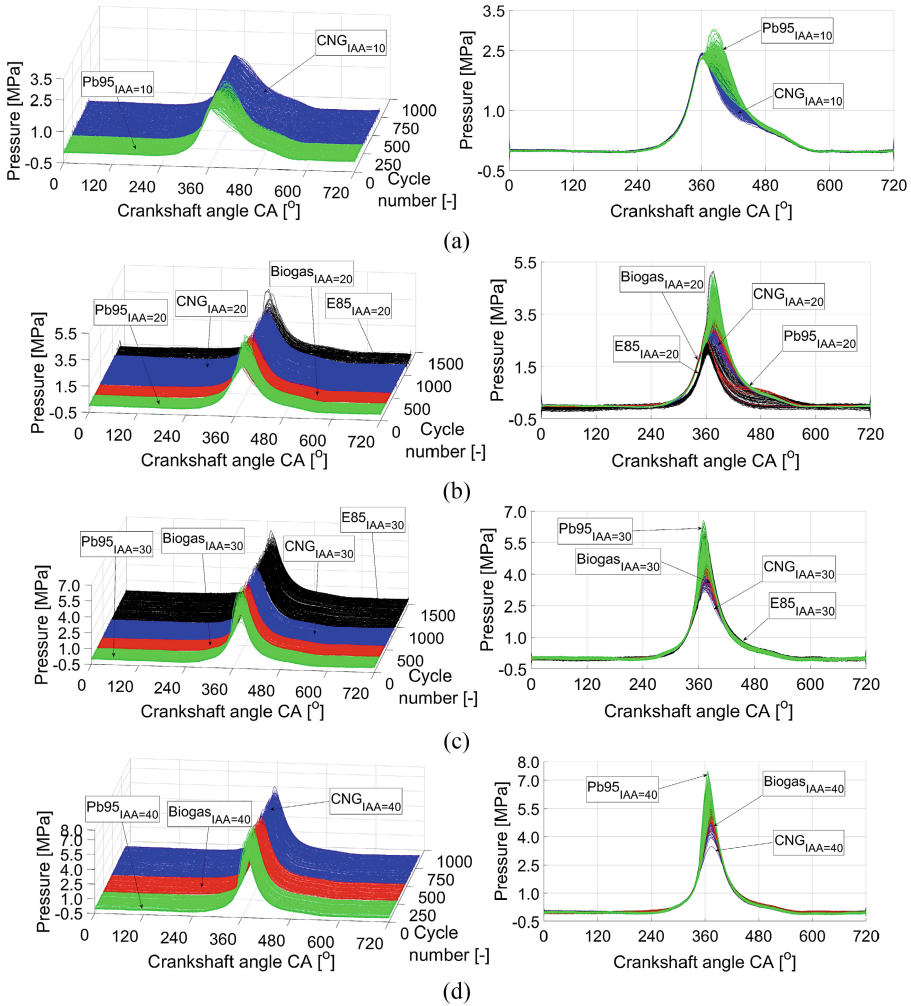 Pressure [MPa]
3.5
2.5
1.0
-0.5
Pb95IAA=10
CNGIAA=10
1000
750
500
250
0
Cycle
number [-]
0 120 240 360 480 600 720
Crankshaft angle CA [o]
Pressure [MPa]
3.5
2.5
1.0
-0.5
Pb95IAA=10
CNGIAA=10
0 120 240 360 480 600 720
Crankshaft angle CA [o]
(a)
Pressure [MPa]
5.5
3.5
1.5
-0.5
Pb95IAA=20
CNGIAA=20
BiogasIAA=20
E85IAA=20
1500
1000
500
0
Cycle
number [-]
0 120 240 360 480 600 720
Crankshaft angle CA [o]
Pressure [MPa]
5.5
3.5
1.5
-0.5
BiogasIAA=20
CNGIAA=20
E85IAA=20
Pb95IAA=20
0 120 240 360 480 600 720
Crankshaft angle CA [o]
(b)
Pressure [MPa]
7.0
5.5
4.0
2.5
1.0
-0.5
Pb95IAA=30
BiogasIAA=30
CNGIAA=30
E85IAA=30
1500
1000
500
0
Cycle
number [-]
0 120 240 360 480 600 720
Crankshaft angle CA [o]
Pressure [MPa]
7.0
5.5
4.0
2.5
1.0
-0.5
Pb95IAA=30
BiogasIAA=30
CNGIAA=30
E85IAA=30
0 120 240 360 480 600 720
Crankshaft angle CA [o]
(c)
Pressure [MPa]
8.0
7.0
5.5
4.0
2.5
1.0
-0.5
Pb95IAA=40
BiogasIAA=40
CNGIAA=40
1000
750
500
250
0
Cycle
number [-]
0 120 240 360 480 600 720
Crankshaft angle CA [o]
Pressure [MPa]
8.0
7.0
5.5
4.0
2.5
1.0
-0.5
Pb95IAA=40
BiogasIAA=40
CNGIAA=40
0 120 240 360 480 600 720
Crankshaft angle CA [o]
(d)